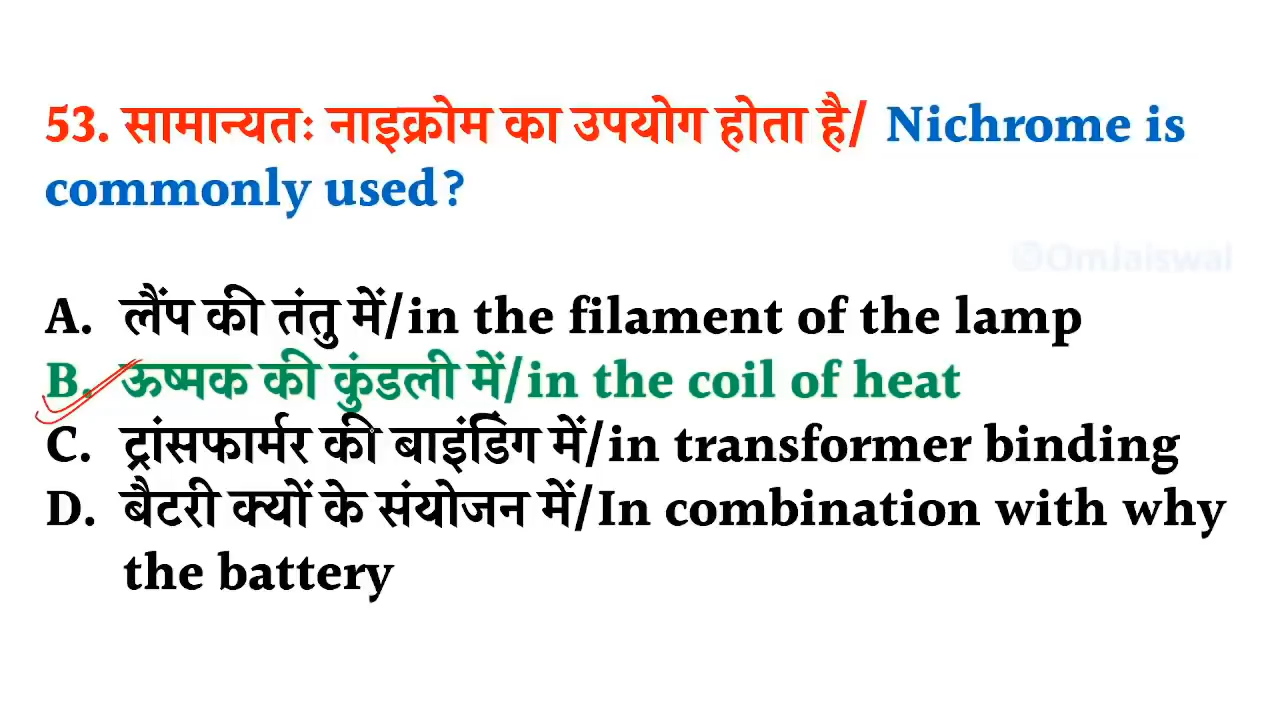 53. सामान्यतः नाइक्रोम का उपयोग होता है/ Nichrome is
commonly used?
@OmJaiswal
A. लैंप की तंतु में/in the filament of the lamp
B. ऊष्मक की कुंडली में/in the coil of heat
C. ट्रांसफार्मर की बाइंडिंग में/in transformer binding
D. बैटरी क्यों के संयोजन में/In combination with why
the battery